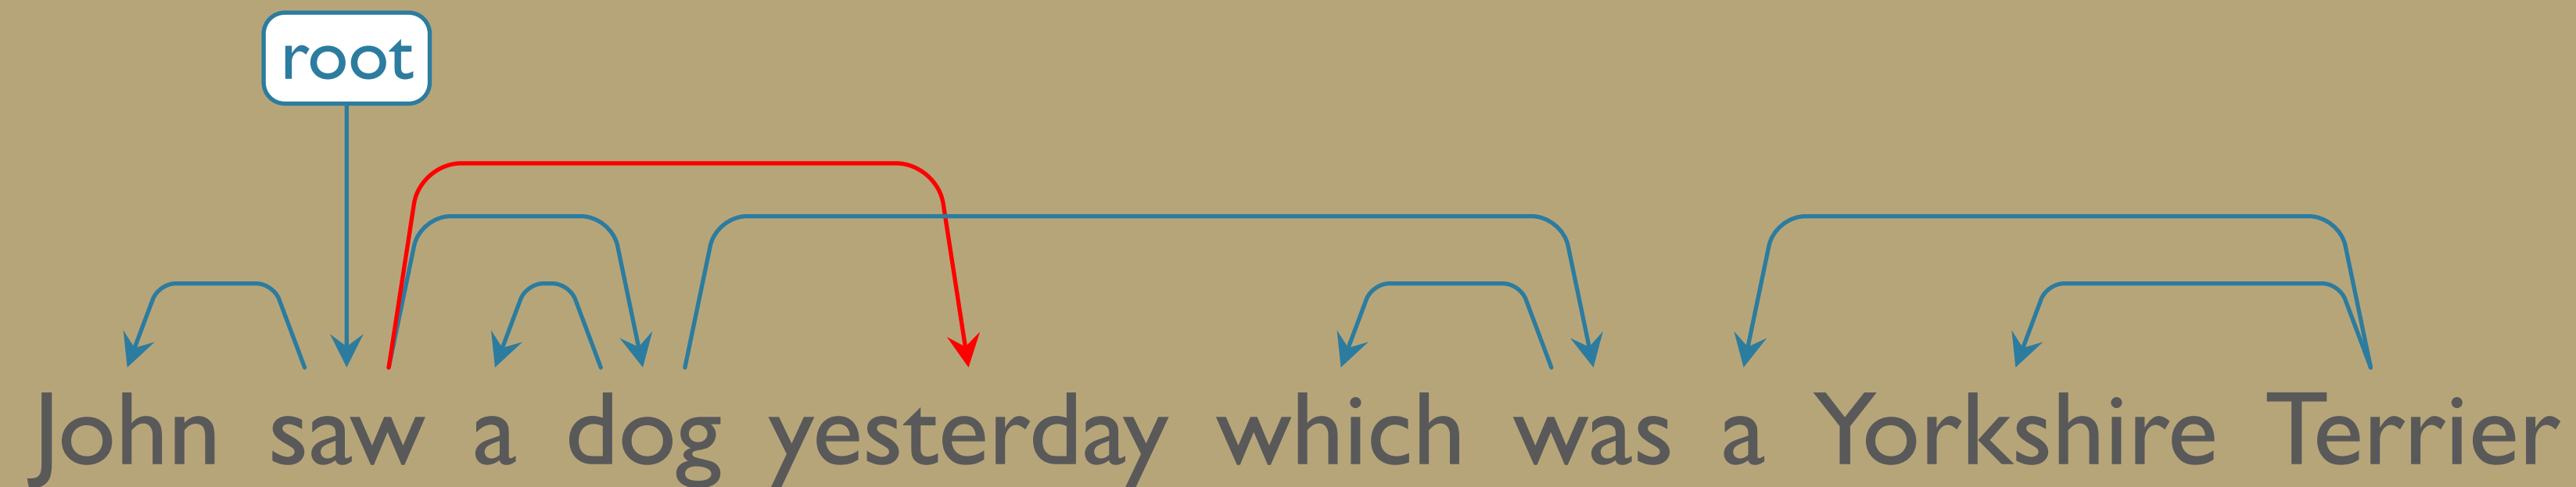 root
John saw a dog yesterday which was a Yorkshire Terrier